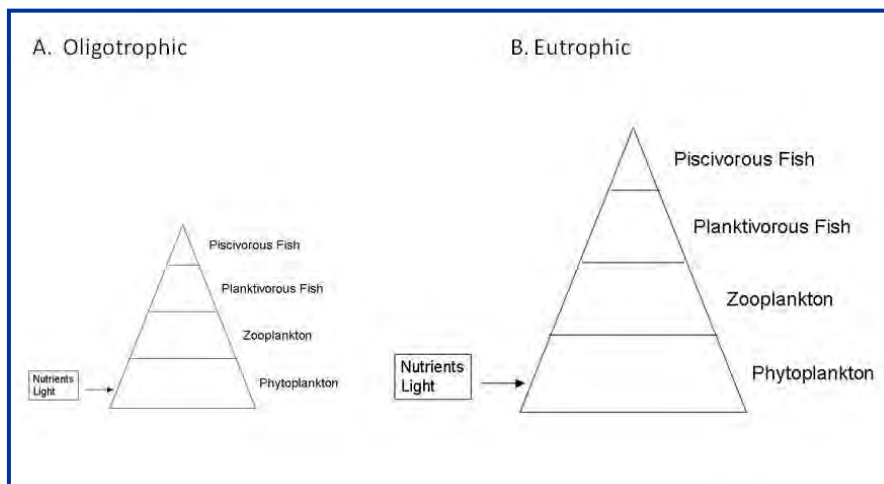 A. Oligotrophic
Piscivorous Fish
Planktivorous Fish
Zooplankton
Phytoplankton
Nutrients
Light
B. Eutrophic
Piscivorous Fish
Planktivorous Fish
Zooplankton
Phytoplankton
Nutrients
Light